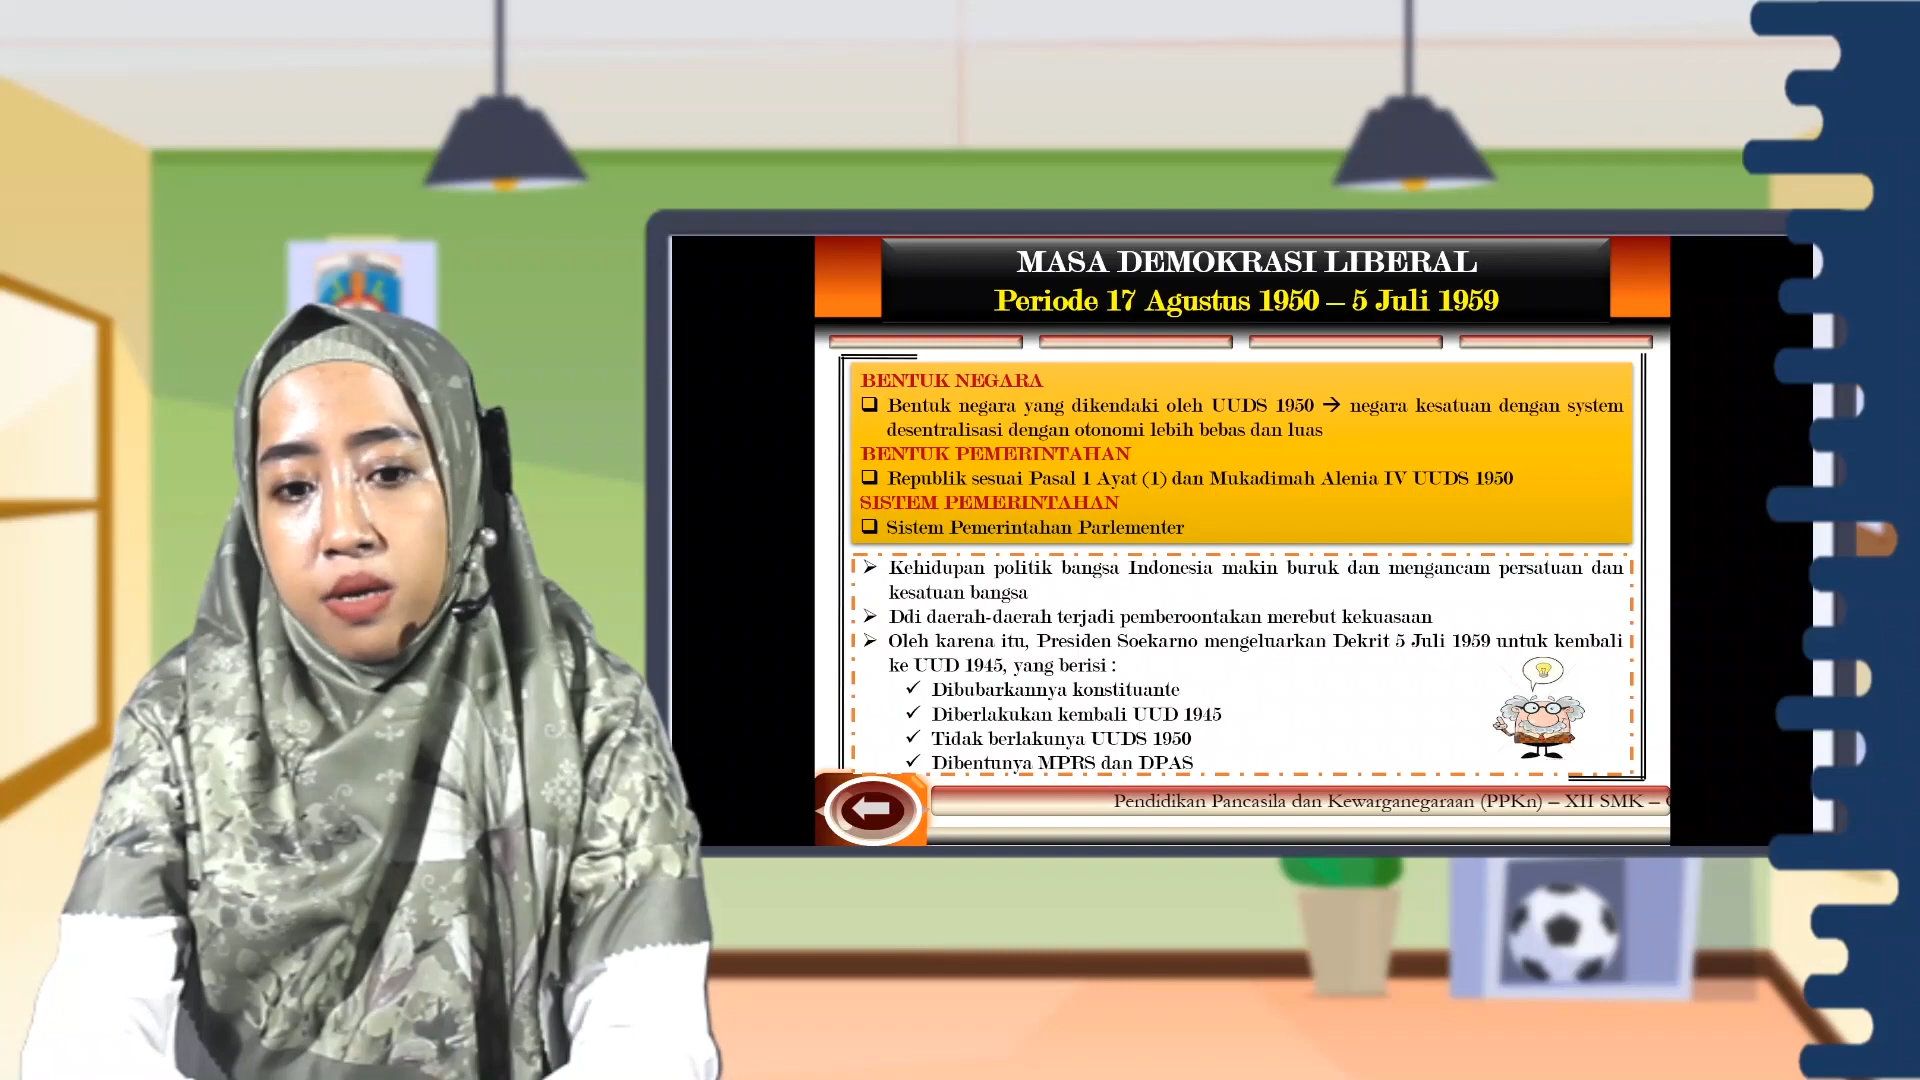 MASA DEMOKRASI LIBERAL
Periode 17 Agustus 1950 – 5 Juli 1959
BENTUK NEGARA
Bentuk negara yang dikendaki oleh UUDS 1950 → negara kesatuan dengan system
desentralisasi dengan otonomi lebih bebas dan luas
BENTUK PEMERINTAHAN
Republik sesuai Pasal 1 Ayat (1) dan Mukadimah Alenia IV UUDS 1950
SISTEM PEMERINTAHAN
Sistem Pemerintahan Parlementer
Kehidupan politik bangsa Indonesia makin buruk dan mengancam persatuan dan
kesatuan bangsa
Ddi daerah-daerah terjadi pemberoontakan merebut kekuasaan
Oleh karena itu, Presiden Soekarno mengeluarkan Dekrit 5 Juli 1959 untuk kembali
ke UUD 1945, yang berisi :
Dibubarkannya konstituante
Diberlakukan kembali UUD 1945
Tidak berlakunya UUDS 1950
Dibentunya MPRS dan DPAS
Pendidikan Pancasila dan Kewarganegaraan (PPKn) – XII SMK –